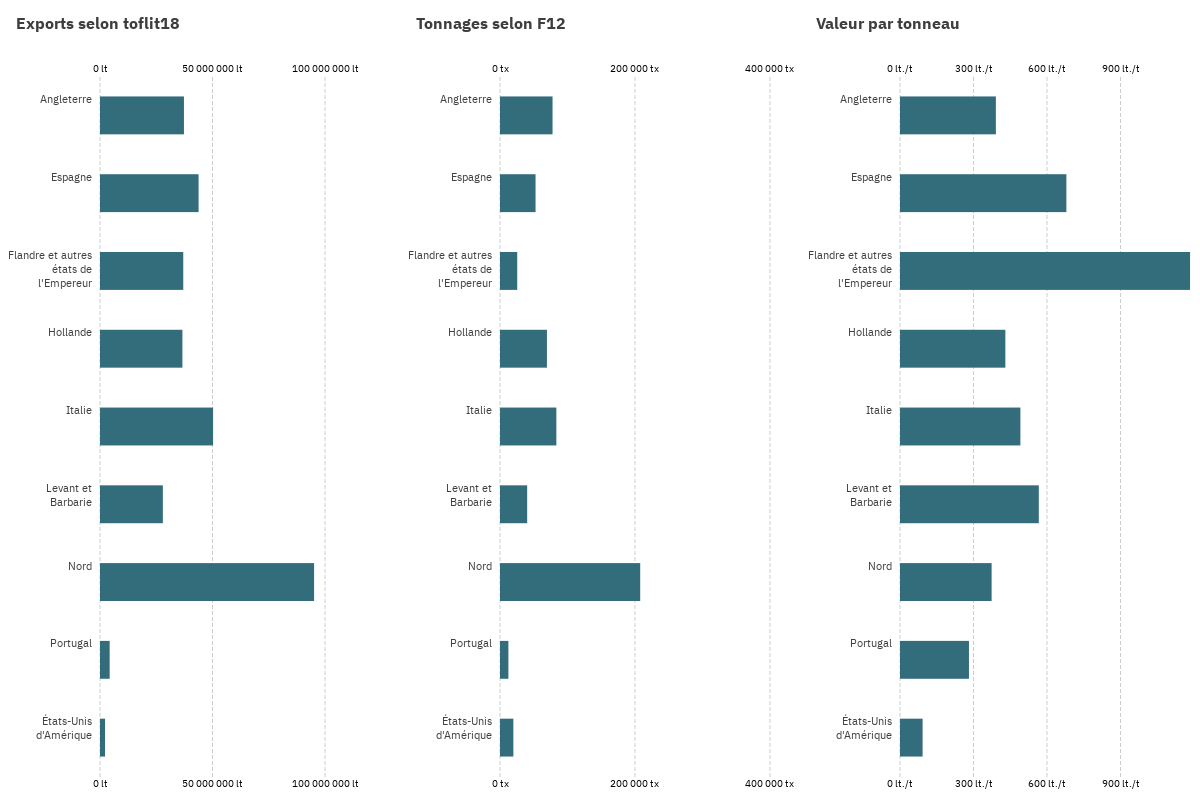 Exports selon toflit18
0 lt
50 000 000 lt
100 000 000 lt
Angleterre
Espagne
Flandre et autres
états de
l'Empereur
Hollande
Italie
Levant et
Barbarie
Nord
Portugal
États-Unis
d'Amérique
0 lt
50 000 000 lt
100 000 000 lt
Tonnages selon F12
0 tx
200 000 tx
400 000 tx
Angleterre
Espagne
Flandre et autres
états de
l'Empereur
Hollande
Italie
Levant et
Barbarie
Nord
Portugal
États-Unis
d'Amérique
0 tx
200 000 tx
400 000 tx
Valeur par tonneau
0 lt./t
300 lt./t
600 lt./t
900 lt./t
Angleterre
Espagne
Flandre et autres
états de
l'Empereur
Hollande
Italie
Levant et
Barbarie
Nord
Portugal
États-Unis
d'Amérique
0 lt./t
300 lt./t
600 lt./t
900 lt./t